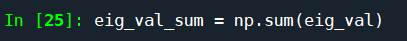 In [25]: eig_val_sum = np.sum(eig_val)